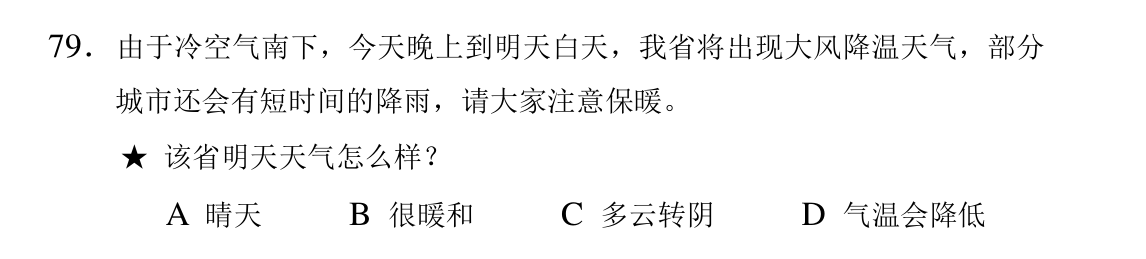 79． 由于冷空气南下，今天晚上到明天白天，我省将出现大风降温天气，部分
城市还会有短时间的降雨，请大家注意保暖。
★ 该省明天天气怎么样？
A 晴天 B 很暖和 C 多云转阴 D 气温会降低